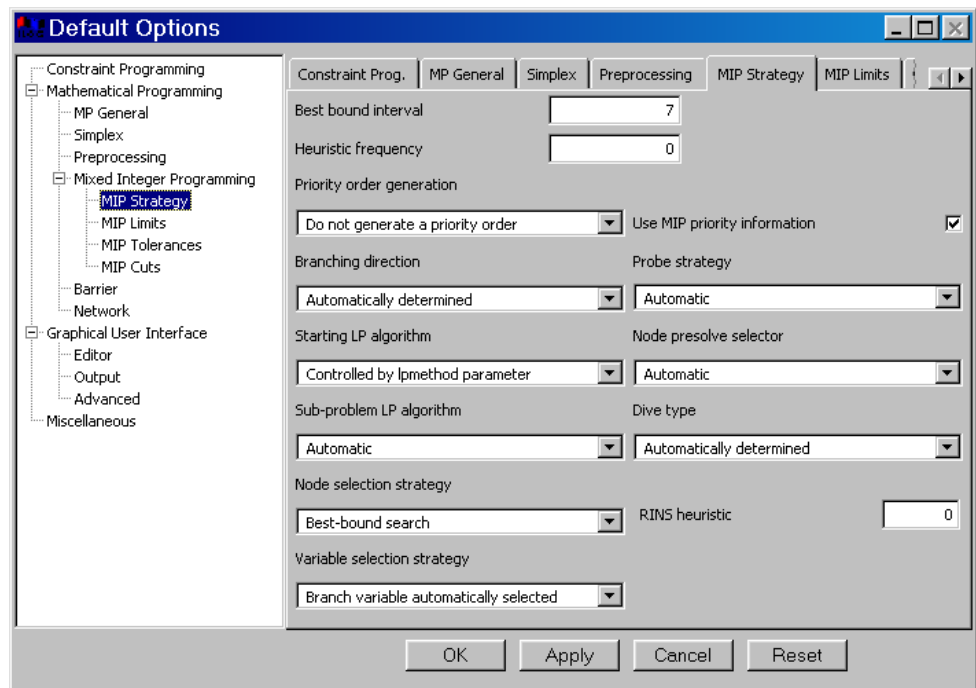 Default Options
Constraint Programming
Mathematical Programming
MP General
Simplex
Preprocessing
Mixed Integer Programming
MIP Strategy
MIP Limits
MIP Tolerances
MIP Cuts
Barrier
Network
Graphical User Interface
Editor
Output
Advanced
Miscellaneous
Constraint Prog. MP General Simplex Preprocessing MIP Strategy MIP Limits
Best bound interval 7
Heuristic frequency 0
Priority order generation
Do not generate a priority order Use MIP priority information
Branching direction Probe strategy
Automatically determined Automatic
Starting LP algorithm Node presolve selector
Controlled by lpmethod parameter Automatic
Sub-problem LP algorithm Dive type
Automatic Automatically determined
Node selection strategy
Best-bound search RINS heuristic 0
Variable selection strategy
Branch variable automatically selected
OK Apply Cancel Reset